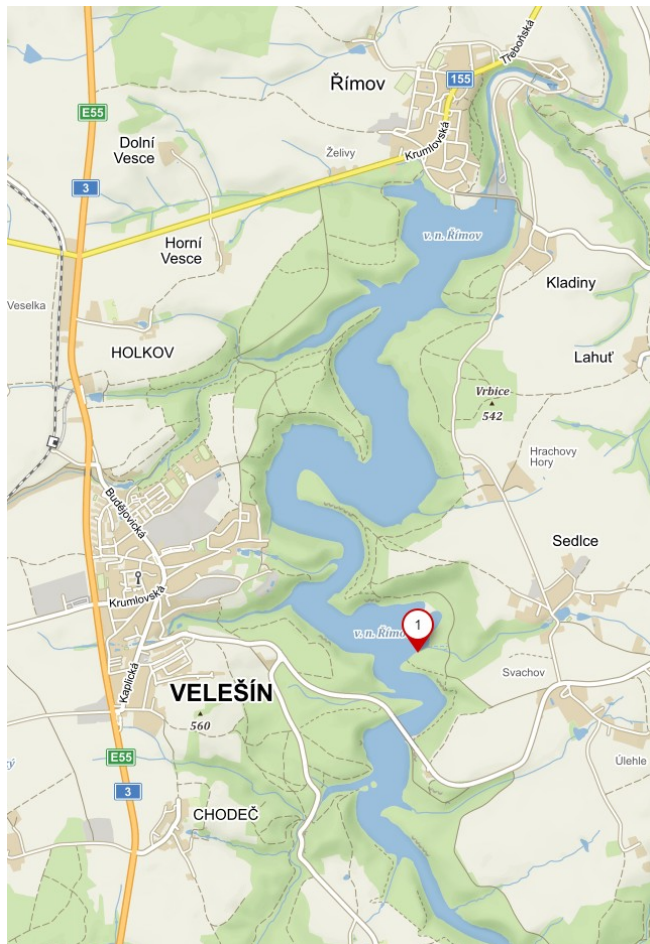 Třeboňská
Římov
155
E55
Dolní
Vesce
Želivy
Krumlovská
3
v. n. Římov
Horní
Vesce
Kladiny
Veselka
HOLKOV
Lahuť
Vrbice
542
Hrachovy
Hory
Budějovická
Sedlce
Krumlovská
1
v. n. Římov
Svachov
Kaplická
VELEŠÍN
560
E55
Úlehle
3
CHODEČ